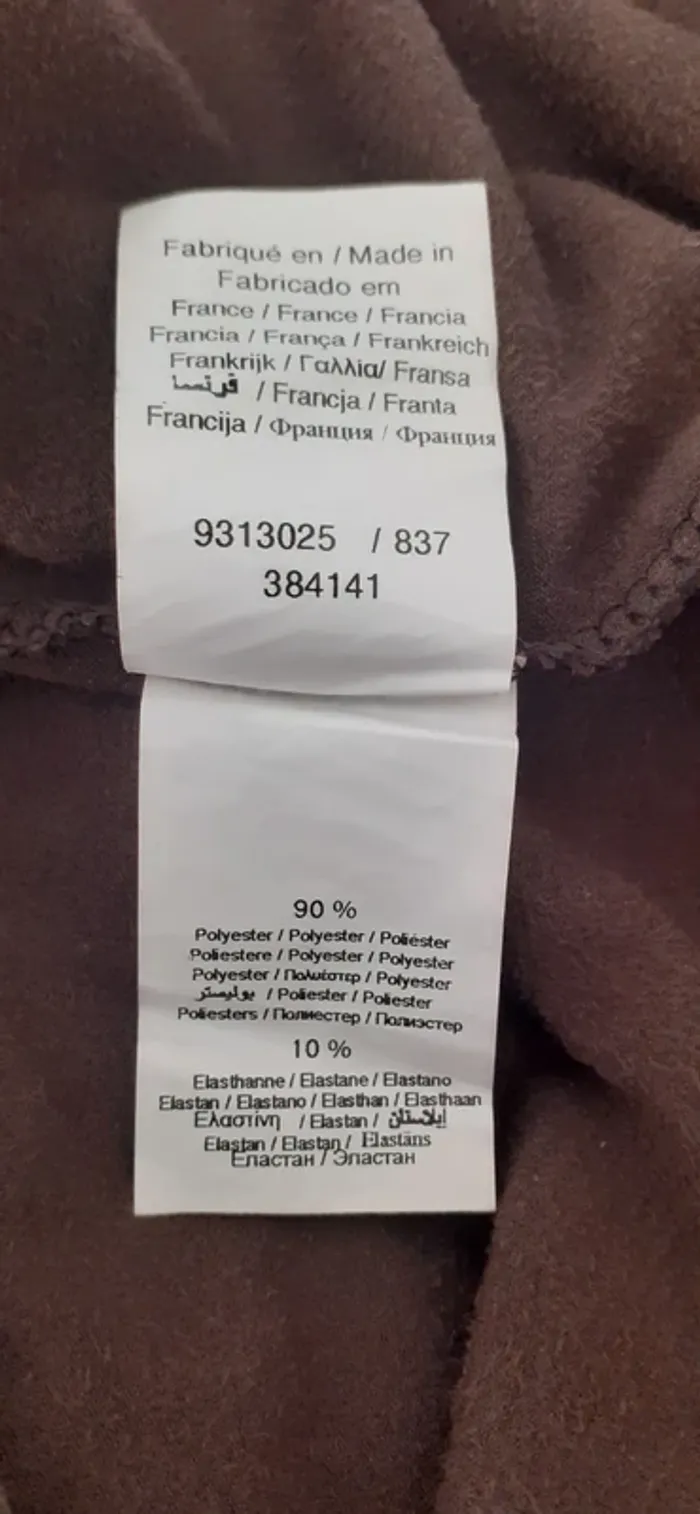 Fabriqué en / Made in
Fabricado em
France / France / Francia
Francia / França / Frankreich
Frankrijk / Γαλλία/ Fransa
فرنسا / Francja / Franta
Francija / Франция / Франция
9313025 / 837
384141
90 %
Polyester / Polyester / Poliéster
Poliestere / Polyester / Polyester
Polyester / Πολυέστερ / Polyester
بوليستر / Poliester / Poliester
Poliesters / Полиестер / Полиэстер
10 %
Elasthanne / Elastane / Elastano
Elastan / Elastano / Elasthan / Elasthaan
Ελαστίνη / Elastan / إيلاستان
Elastan / Elastan / Elastāns
Еластан / Эластан